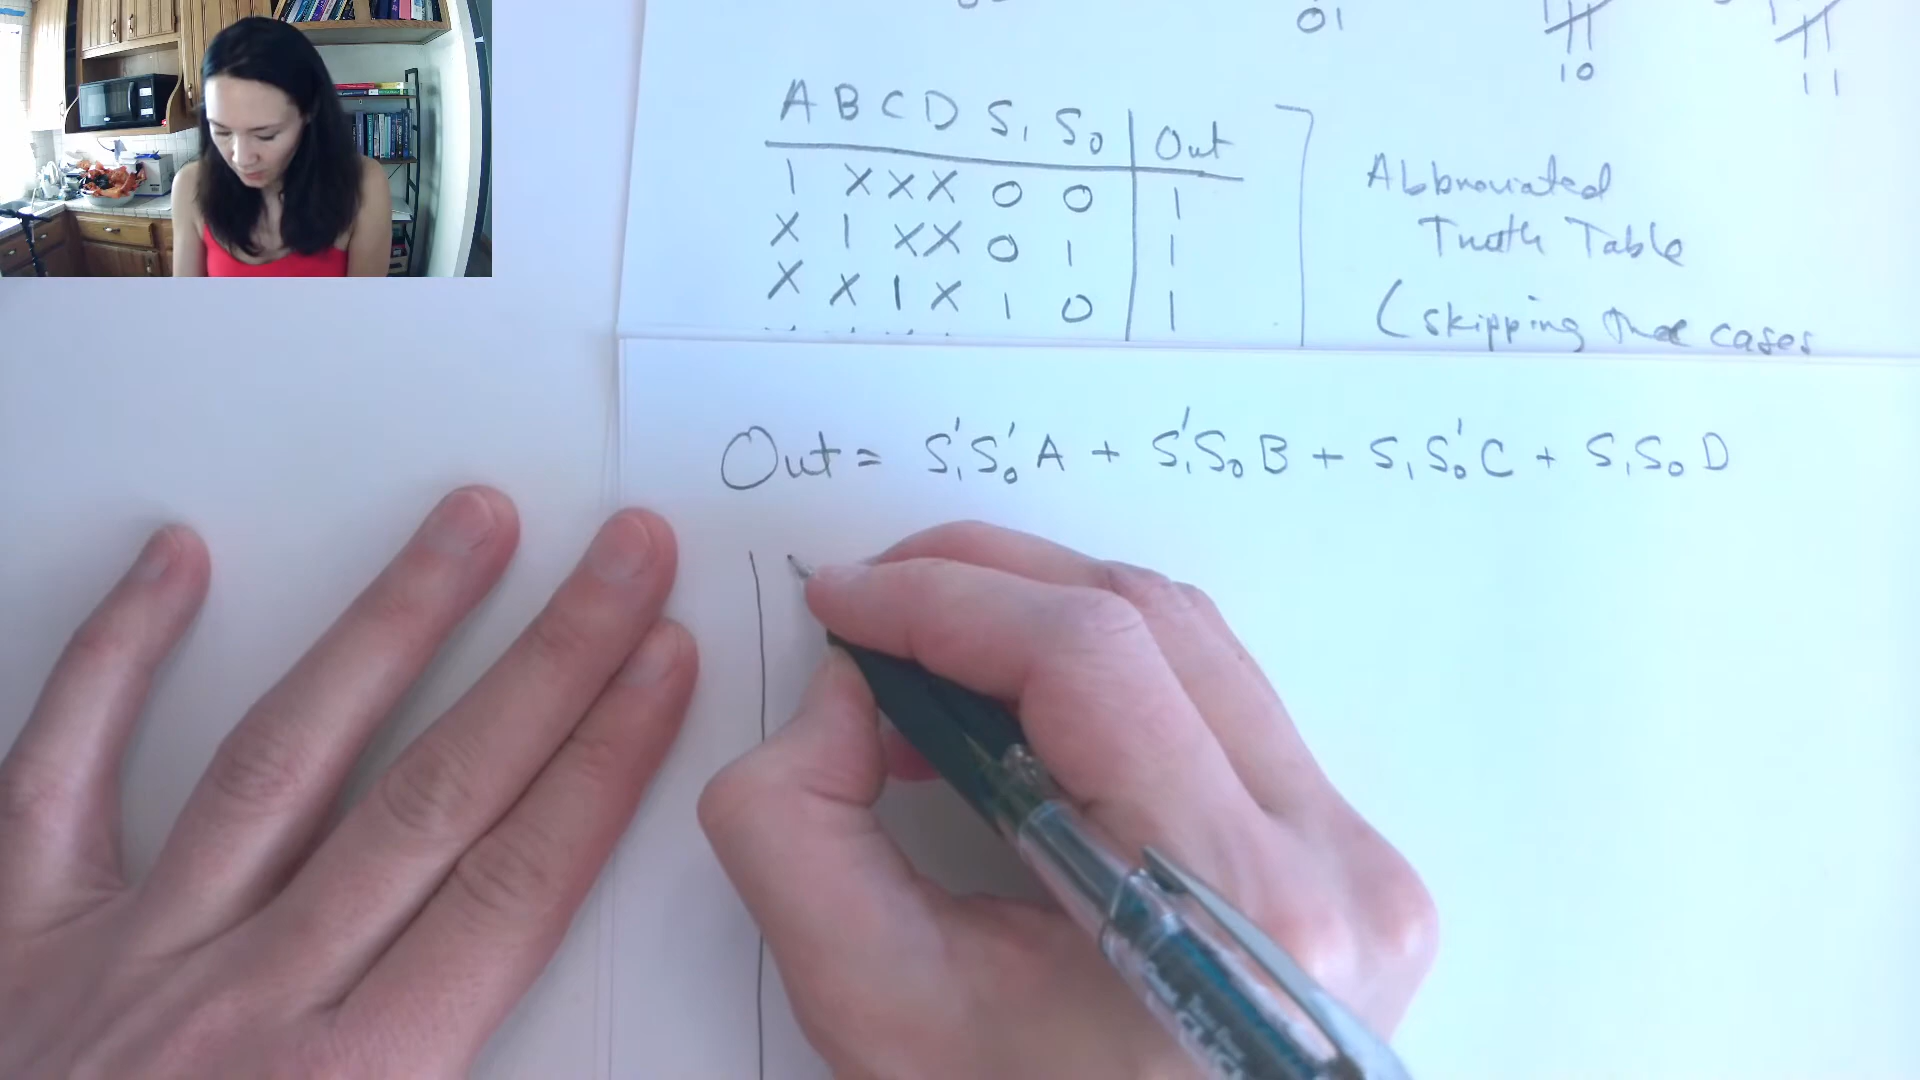 01
10
11
A B C D S₁ S₀ | Out
1 X X X 0 0 | 1
X 1 X X 0 1 | 1
X X 1 X 1 0 | 1
Abbreviated
Truth Table
(skipping the cases
Out = S₁'S₀'A + S₁'S₀B + S₁S₀'C + S₁S₀D